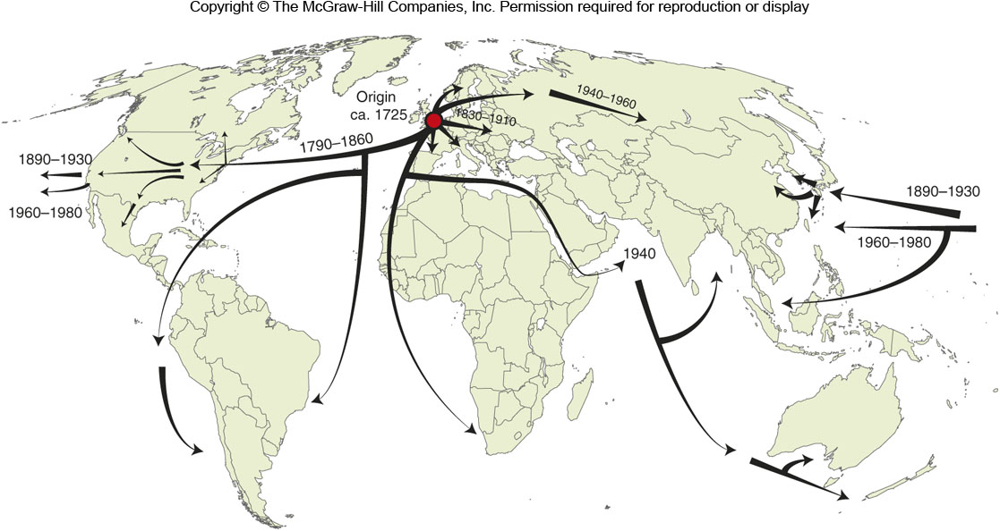 Copyright © The McGraw-Hill Companies, Inc. Permission required for reproduction or display
Origin
ca. 1725
1940–1960
1830–1910
1790–1860
1890–1930
1960–1980
1890–1930
1960–1980
1940